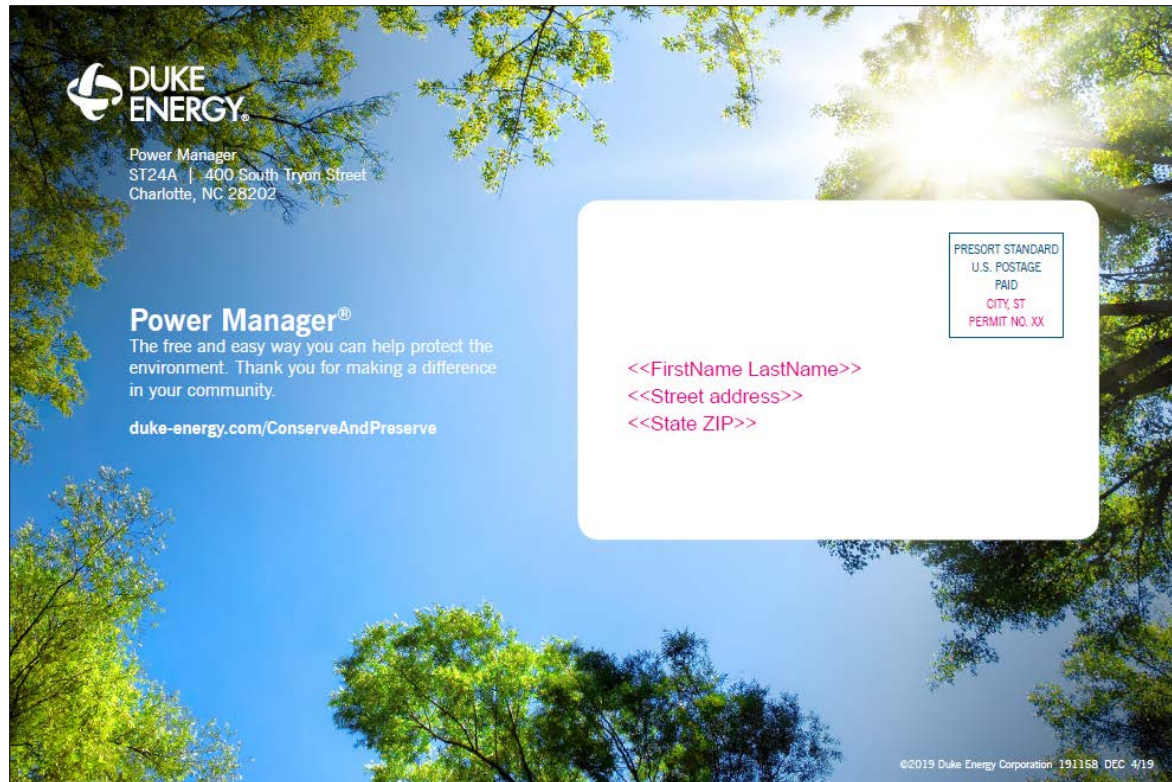 DUKE
ENERGY®
Power Manager
ST24A | 400 South Tryon Street
Charlotte, NC 28202
Power Manager®
The free and easy way you can help protect the
environment. Thank you for making a difference
in your community.
duke-energy.com/ConserveAndPreserve
PRESORT STANDARD
U.S. POSTAGE
PAID
CITY, ST
PERMIT NO. XX
<<FirstName LastName>>
<<Street address>>
<<State ZIP>>
©2019 Duke Energy Corporation 191158 DEC 4/19